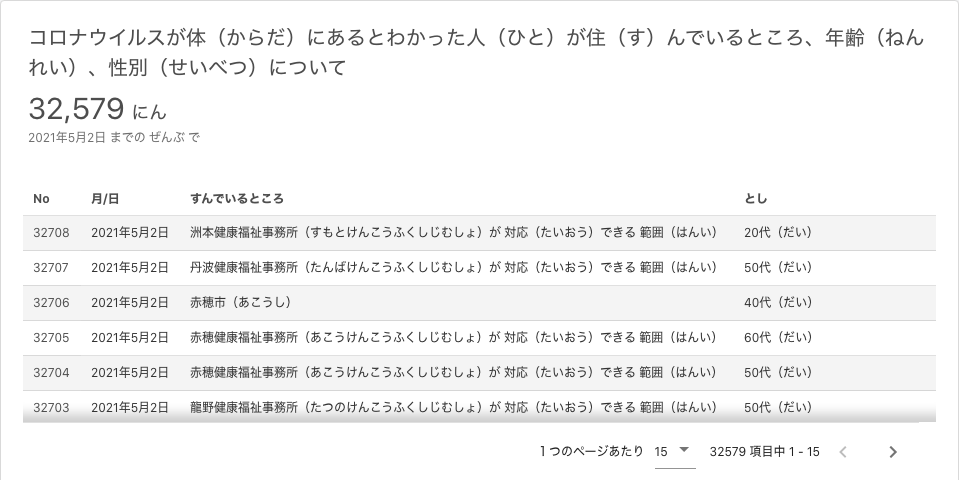 コロナウイルスが体（からだ）にあるとわかった人（ひと）が住（す）んでいるところ、年齢（ねん
れい）、性別（せいべつ）について
32,579 にん
2021年5月2日 までの ぜんぶ で
No 月/日 すんでいるところ とし
32708 2021年5月2日 洲本健康福祉事務所（すもとけんこうふくしじむしょ）が 対応（たいおう）できる 範囲（はんい） 20代（だい）
32707 2021年5月2日 丹波健康福祉事務所（たんばけんこうふくしじむしょ）が 対応（たいおう）できる 範囲（はんい） 50代（だい）
32706 2021年5月2日 赤穂市（あこうし） 40代（だい）
32705 2021年5月2日 赤穂健康福祉事務所（あこうけんこうふくしじむしょ）が 対応（たいおう）できる 範囲（はんい） 60代（だい）
32704 2021年5月2日 赤穂健康福祉事務所（あこうけんこうふくしじむしょ）が 対応（たいおう）できる 範囲（はんい） 50代（だい）
32703 2021年5月2日 龍野健康福祉事務所（たつのけんこうふくしじむしょ）が 対応（たいおう）できる 範囲（はんい） 50代（だい）
1 つのページあたり 15 32579 項目中 1 - 15